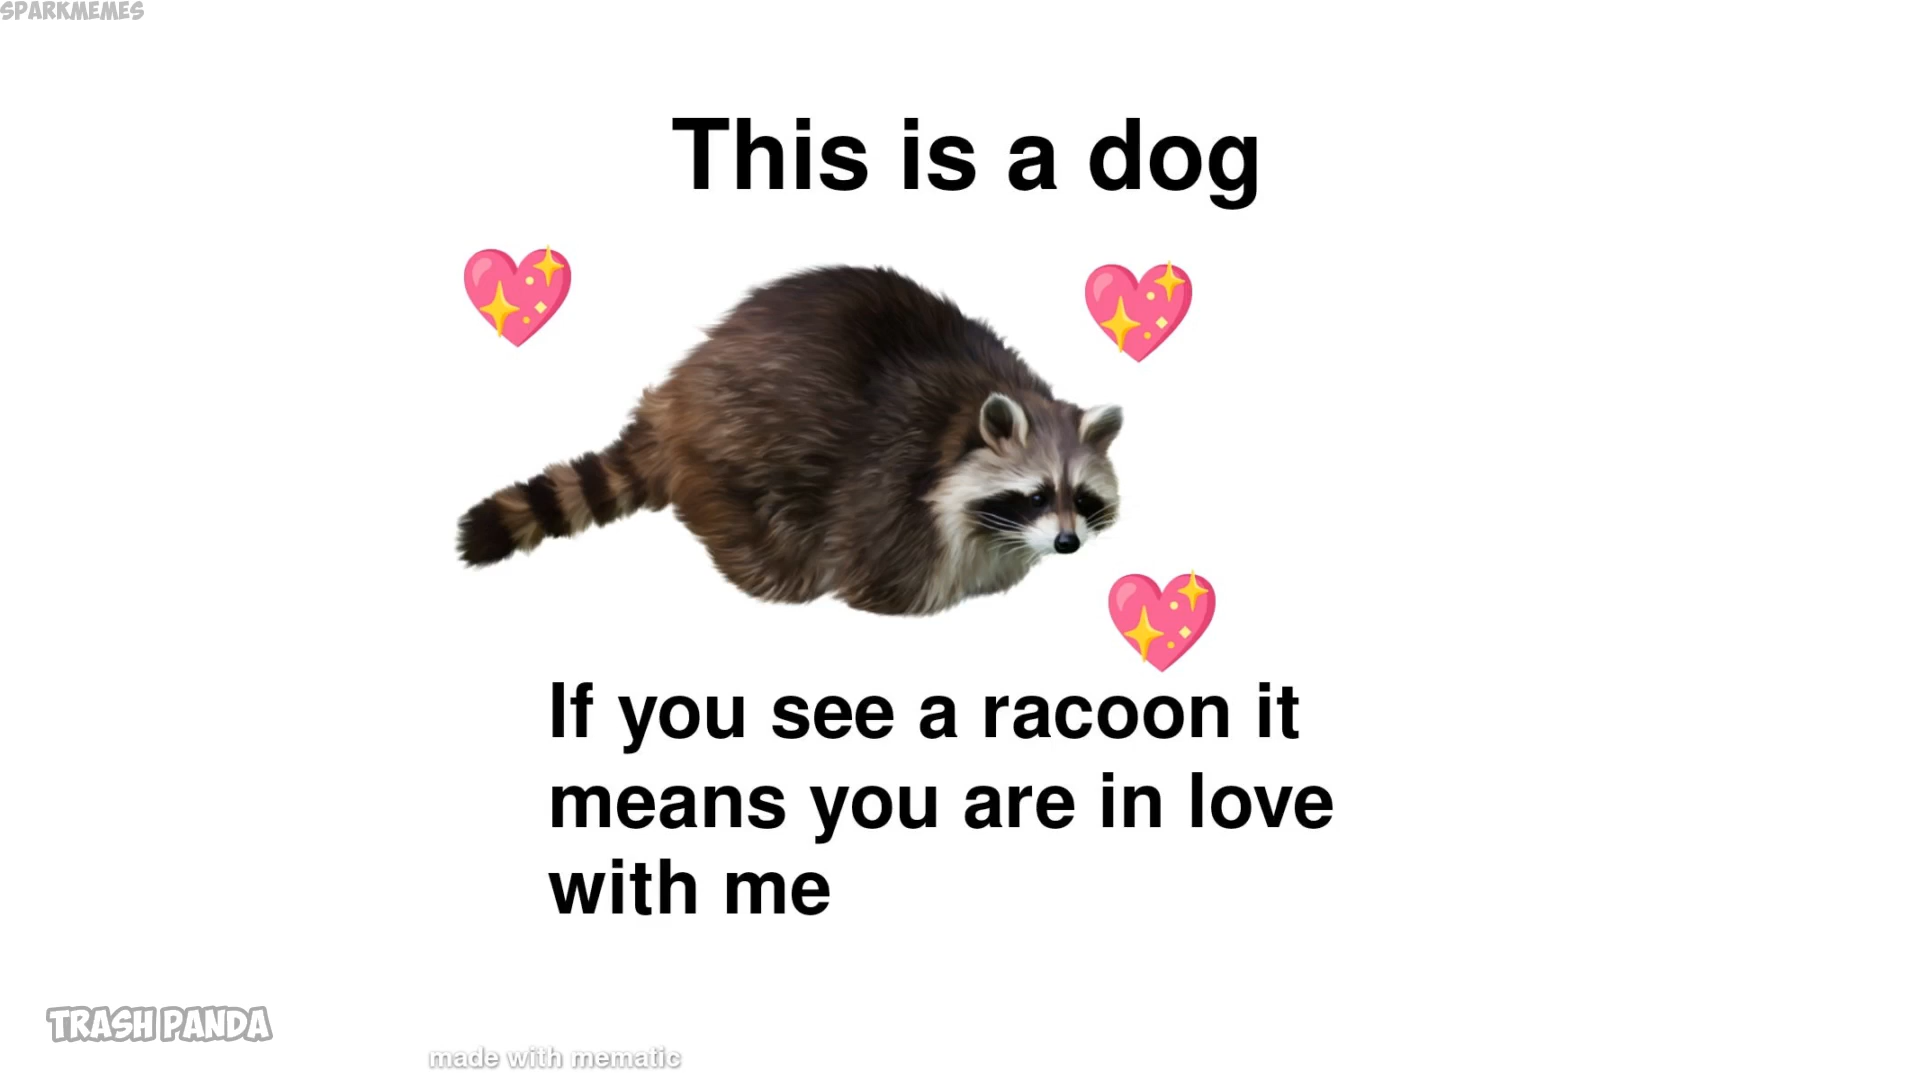 SPARKMEMES
This is a dog
If you see a racoon it
means you are in love
with me
TRASH PANDA
made with mematic